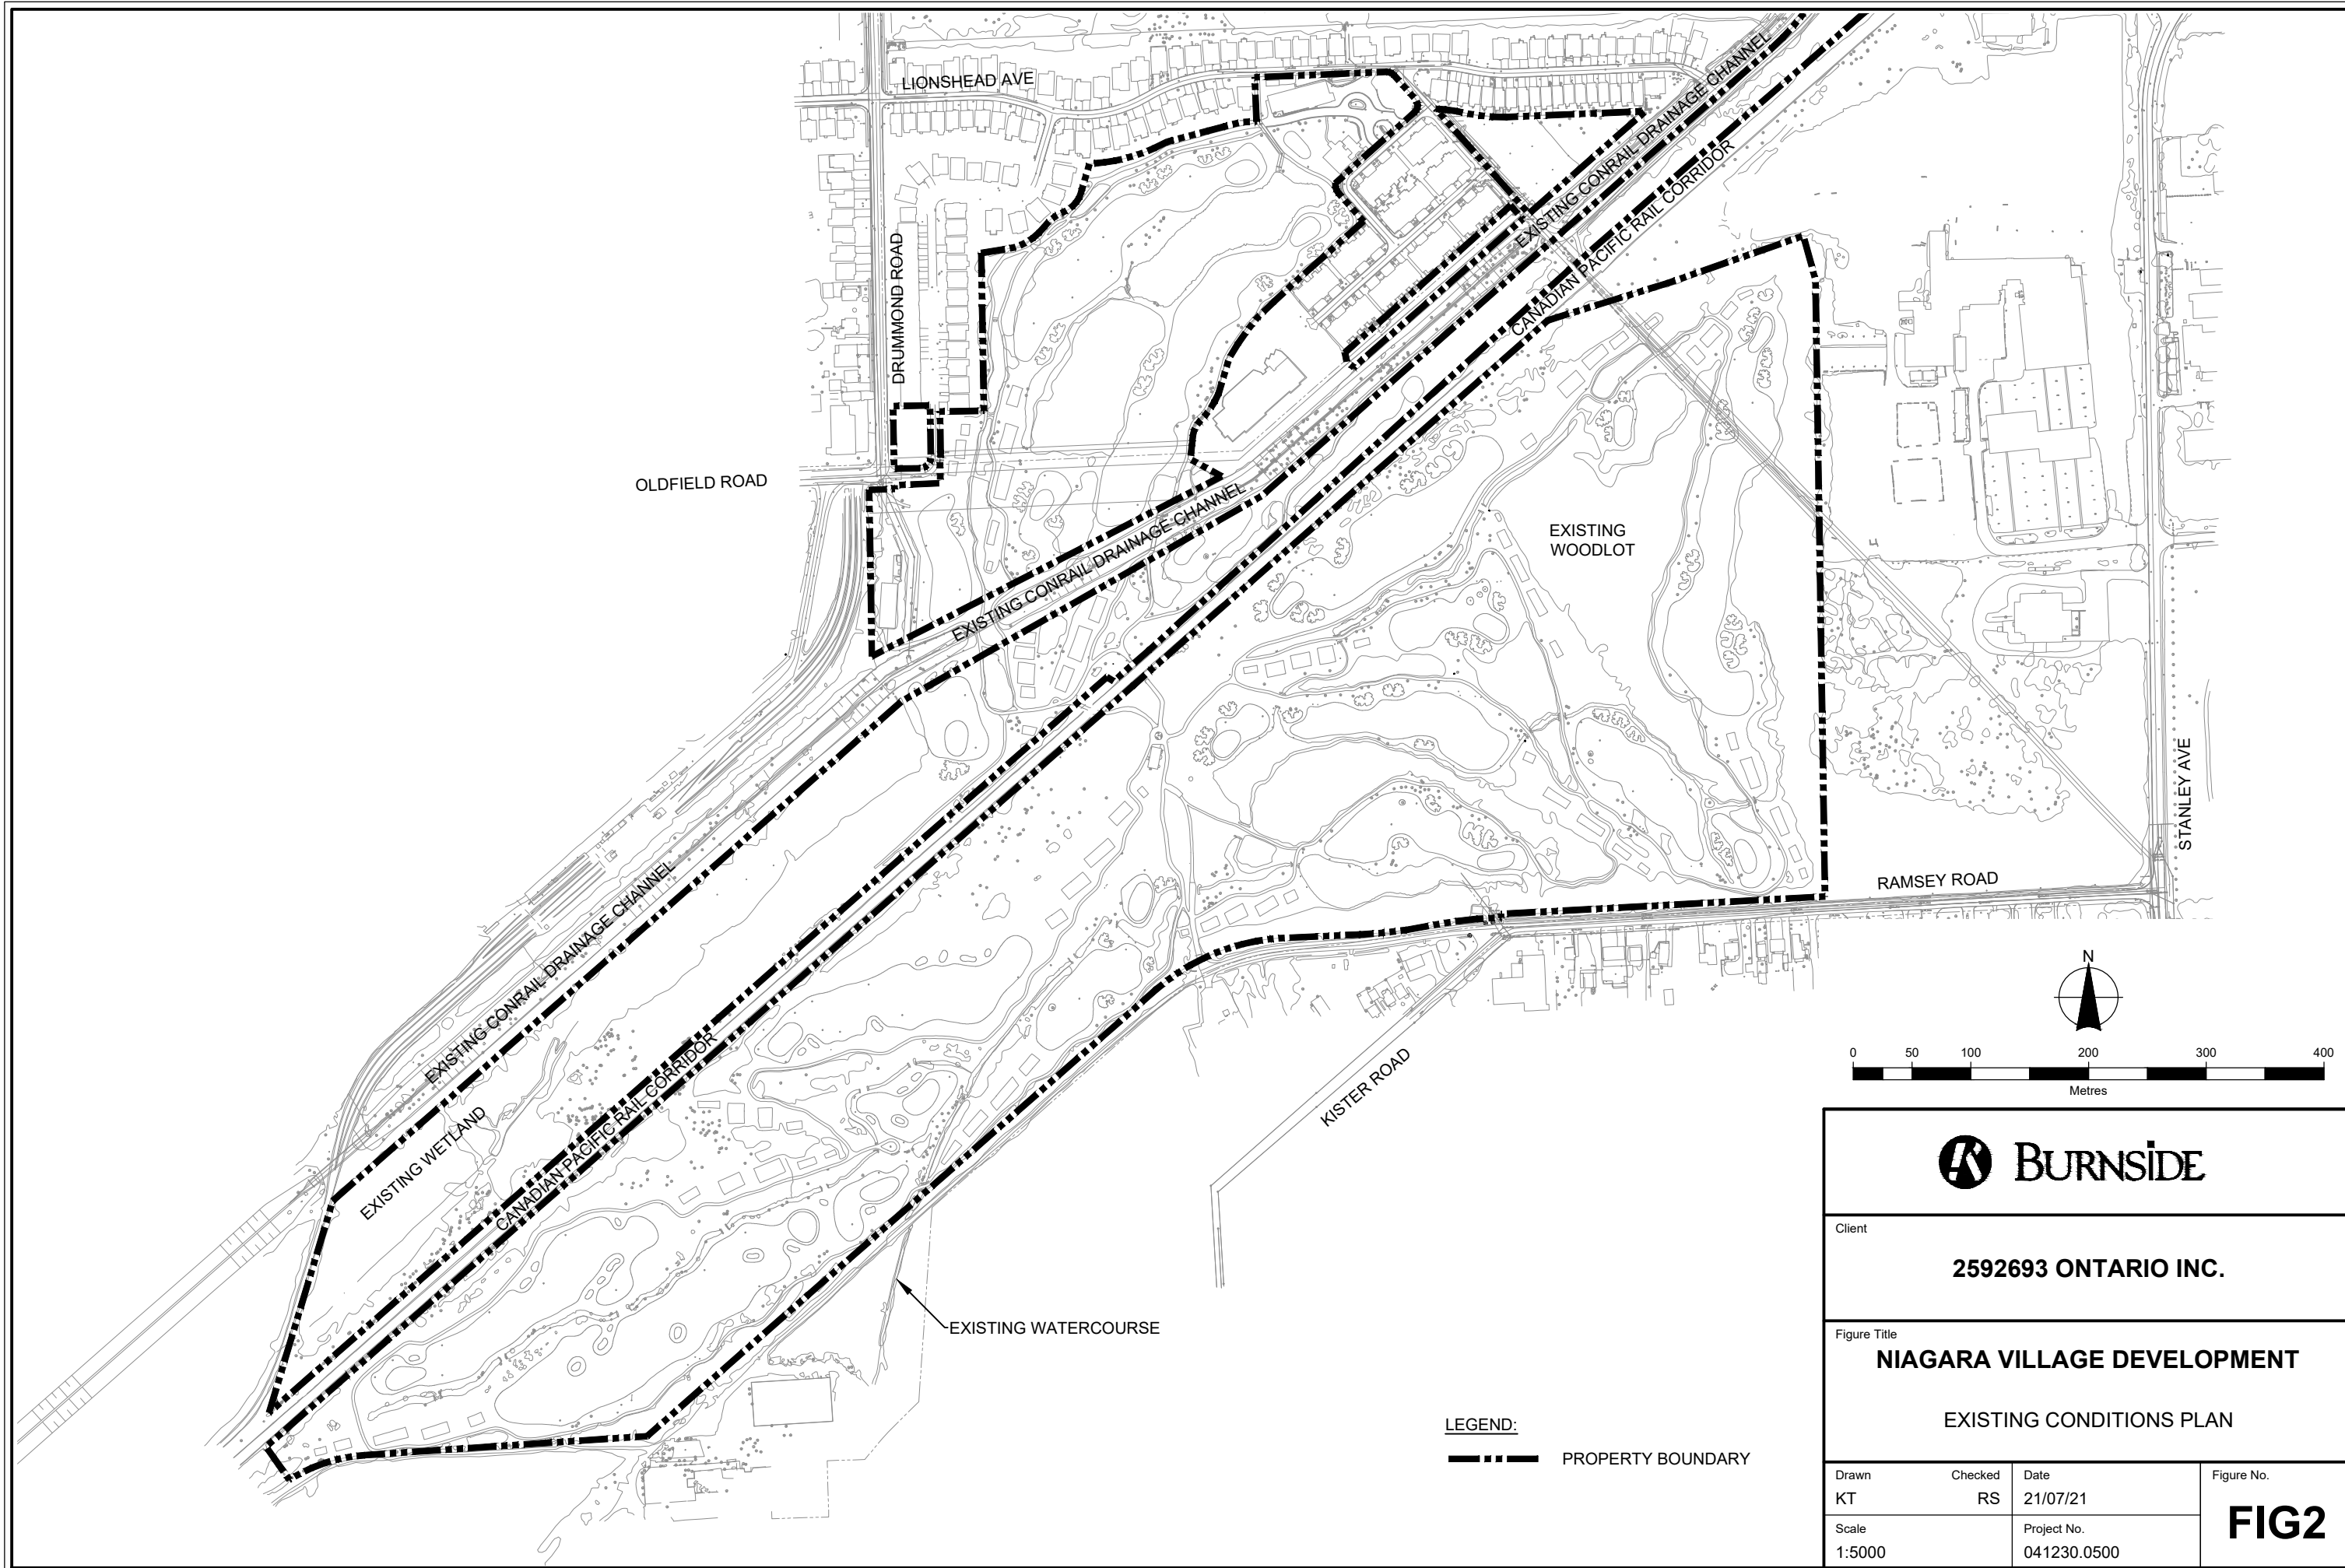 LIONSHEAD AVE
EXISTING CONRAIL DRAINAGE CHANNEL
CANADIAN PACIFIC RAIL CORRIDOR
DRUMMOND ROAD
OLDFIELD ROAD
EXISTING CONRAIL DRAINAGE CHANNEL
EXISTING
WOODLOT
STANLEY AVE
RAMSEY ROAD
EXISTING CONRAIL DRAINAGE CHANNEL
EXISTING WETLAND
CANADIAN PACIFIC RAIL CORRIDOR
KISTER ROAD
EXISTING WATERCOURSE
N
0 50 100 200 300 400
Metres
LEGEND:
PROPERTY BOUNDARY
BURNSIDE
Client
2592693 ONTARIO INC.
Figure Title
NIAGARA VILLAGE DEVELOPMENT
EXISTING CONDITIONS PLAN
Drawn Checked Date Figure No.
KT RS 21/07/21
FIG2
Scale Project No.
1:5000 041230.0500